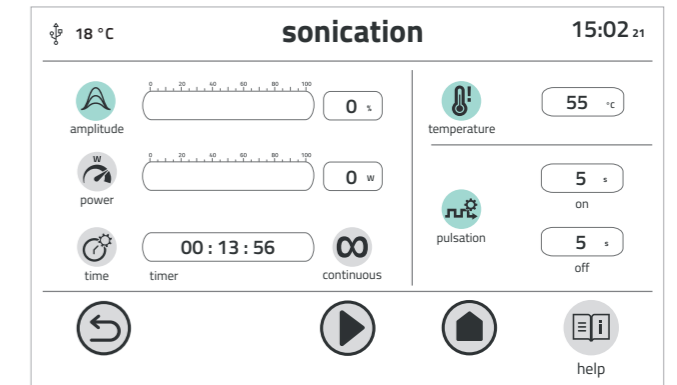 18 °C
sonication
15:02 21
0 20 40 60 80 100
0 %
amplitude
55 °C
temperature
W
0 20 40 60 80 100
0 W
power
5 s
on
pulsation
00 : 13 : 56
5 s
off
time
timer
continuous
i
help